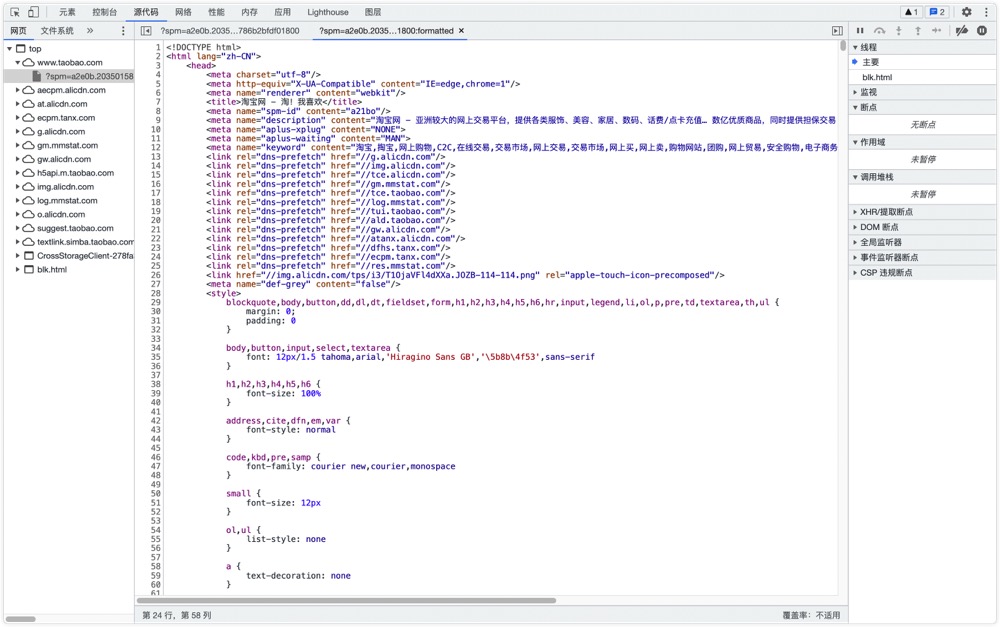 元素 控制台 源代码 网络 性能 内存 应用 Lighthouse 图层 1 2
网页 文件系统 »
?spm=a2e0b.2035…786b2bfdf01800 ?spm=a2e0b.2035…1800:formatted ×
top
www.taobao.com
?spm=a2e0b.20350158
aecpm.alicdn.com
at.alicdn.com
ecpm.tanx.com
g.alicdn.com
gm.mmstat.com
gw.alicdn.com
h5api.m.taobao.com
img.alicdn.com
log.mmstat.com
o.alicdn.com
suggest.taobao.com
textlink.simba.taobao.com
CrossStorageClient-278fa
blk.html
1 <!DOCTYPE html>
2 <html lang="zh-CN">
3 <head>
4 <meta charset="utf-8"/>
5 <meta http-equiv="X-UA-Compatible" content="IE=edge,chrome=1"/>
6 <meta name="renderer" content="webkit"/>
7 <title>淘宝网 - 淘！我喜欢</title>
8 <meta name="spm-id" content="a21bo"/>
9 <meta name="description" content="淘宝网 - 亚洲较大的网上交易平台，提供各类服饰、美容、家居、数码、话费/点卡充值… 数亿优质商品，同时提供担保交易
10 <meta name="aplus-xplug" content="NONE">
11 <meta name="aplus-waiting" content="MAN">
12 <meta name="keyword" content="淘宝,掏宝,网上购物,C2C,在线交易,交易市场,网上交易,交易市场,网上买,网上卖,购物网站,团购,网上贸易,安全购物,电子商务
13 <link rel="dns-prefetch" href="//g.alicdn.com"/>
14 <link rel="dns-prefetch" href="//img.alicdn.com"/>
15 <link rel="dns-prefetch" href="//tce.alicdn.com"/>
16 <link rel="dns-prefetch" href="//gm.mmstat.com"/>
17 <link rel="dns-prefetch" href="//tce.taobao.com"/>
18 <link rel="dns-prefetch" href="//log.mmstat.com"/>
19 <link rel="dns-prefetch" href="//tui.taobao.com"/>
20 <link rel="dns-prefetch" href="//ald.taobao.com"/>
21 <link rel="dns-prefetch" href="//gw.alicdn.com"/>
22 <link rel="dns-prefetch" href="//atanx.alicdn.com"/>
23 <link rel="dns-prefetch" href="//dfhs.tanx.com"/>
24 <link rel="dns-prefetch" href="//ecpm.tanx.com"/>
25 <link rel="dns-prefetch" href="//res.mmstat.com"/>
26 <link href="//img.alicdn.com/tps/i3/T1OjaVFl4dXXa.JOZB-114-114.png" rel="apple-touch-icon-precomposed"/>
27 <meta name="def-grey" content="false"/>
28 <style>
29 blockquote,body,button,dd,dl,dt,fieldset,form,h1,h2,h3,h4,h5,h6,hr,input,legend,li,ol,p,pre,td,textarea,th,ul {
30 margin: 0;
31 padding: 0
32 }
33
34 body,button,input,select,textarea {
35 font: 12px/1.5 tahoma,arial,'Hiragino Sans GB','\5b8b\4f53',sans-serif
36 }
37
38 h1,h2,h3,h4,h5,h6 {
39 font-size: 100%
40 }
41
42 address,cite,dfn,em,var {
43 font-style: normal
44 }
45
46 code,kbd,pre,samp {
47 font-family: courier new,courier,monospace
48 }
49
50 small {
51 font-size: 12px
52 }
53
54 ol,ul {
55 list-style: none
56 }
57
58 a {
59 text-decoration: none
60 }
61
第 24 行，第 58 列 覆盖率：不适用
线程
主要
blk.html
监视
断点
无断点
作用域
未暂停
调用堆栈
未暂停
XHR/提取断点
DOM 断点
全局监听器
事件监听器断点
CSP 违规断点